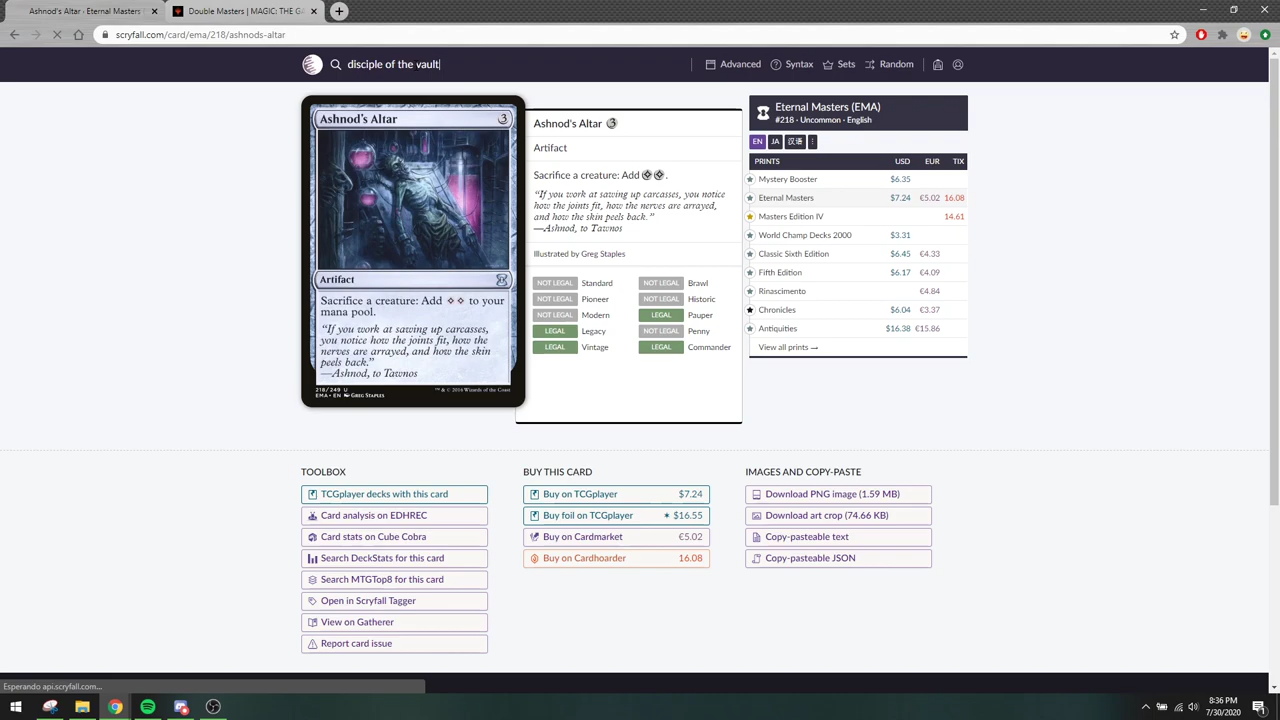 Ashnod's Altar · Eternal Masters (E
Double Masters | MAGIC: THE G
scryfall.com/card/ema/218/ashnods-altar
disciple of the vault
Advanced
Syntax
Sets
Random
Ashnod's Altar 3
Artifact
Sacrifice a creature: Add to your
mana pool.
"If you work at sawing up carcasses,
you notice how the joints fit, how the
nerves are arrayed, and how the skin
peels back."
—Ashnod, to Tawnos
218/249 U
EMA • EN Greg Staples
™ & © 2016 Wizards of the Coast
Ashnod's Altar 3
Artifact
Sacrifice a creature: Add .
"If you work at sawing up carcasses, you notice
how the joints fit, how the nerves are arrayed,
and how the skin peels back."
—Ashnod, to Tawnos
Illustrated by Greg Staples
NOT LEGAL Standard NOT LEGAL Brawl
NOT LEGAL Pioneer NOT LEGAL Historic
NOT LEGAL Modern LEGAL Pauper
LEGAL Legacy NOT LEGAL Penny
LEGAL Vintage LEGAL Commander
Eternal Masters (EMA)
#218 · Uncommon · English
EN JA 汉语
PRINTS USD EUR TIX
Mystery Booster $6.35
Eternal Masters $7.24 €5.02 16.08
Masters Edition IV 14.61
World Champ Decks 2000 $3.31
Classic Sixth Edition $6.45 €4.33
Fifth Edition $6.17 €4.09
Rinascimento €4.84
Chronicles $6.04 €3.37
Antiquities $16.38 €15.86
View all prints →
TOOLBOX
TCGplayer decks with this card
Card analysis on EDHREC
Card stats on Cube Cobra
Search DeckStats for this card
Search MTGTop8 for this card
Open in Scryfall Tagger
View on Gatherer
Report card issue
BUY THIS CARD
Buy on TCGplayer $7.24
Buy foil on TCGplayer ✶ $16.55
Buy on Cardmarket €5.02
Buy on Cardhoarder 16.08
IMAGES AND COPY-PASTE
Download PNG image (1.59 MB)
Download art crop (74.66 KB)
Copy-pasteable text
Copy-pasteable JSON
Esperando api.scryfall.com...
8:36 PM
7/30/2020